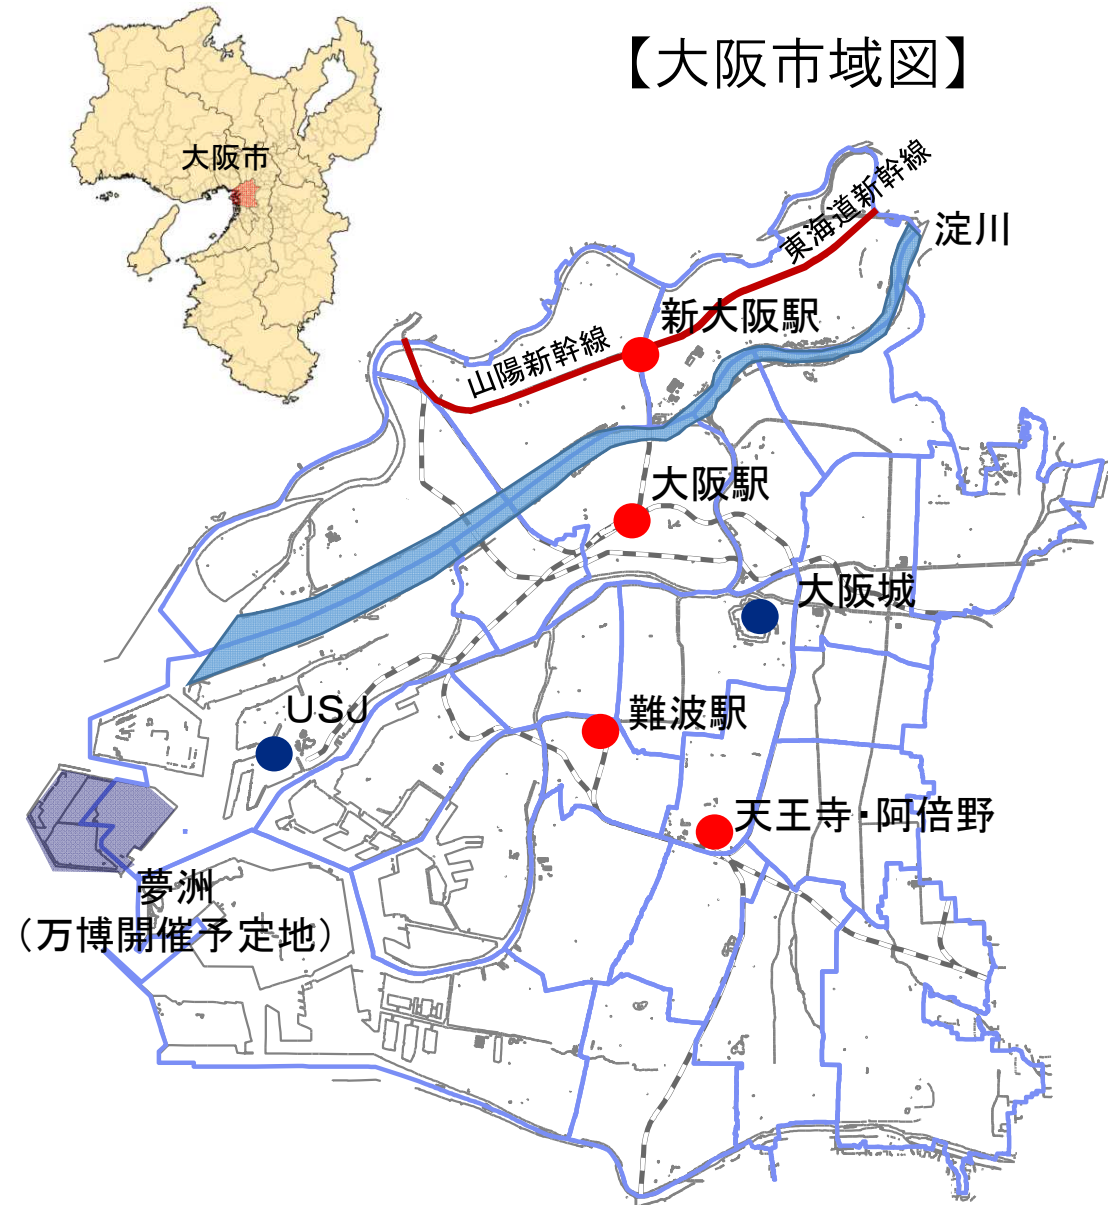 【大阪市域図】
大阪市
東海道新幹線
淀川
新大阪駅
山陽新幹線
大阪駅
大阪城
USJ
難波駅
天王寺・阿倍野
夢洲
（万博開催予定地）